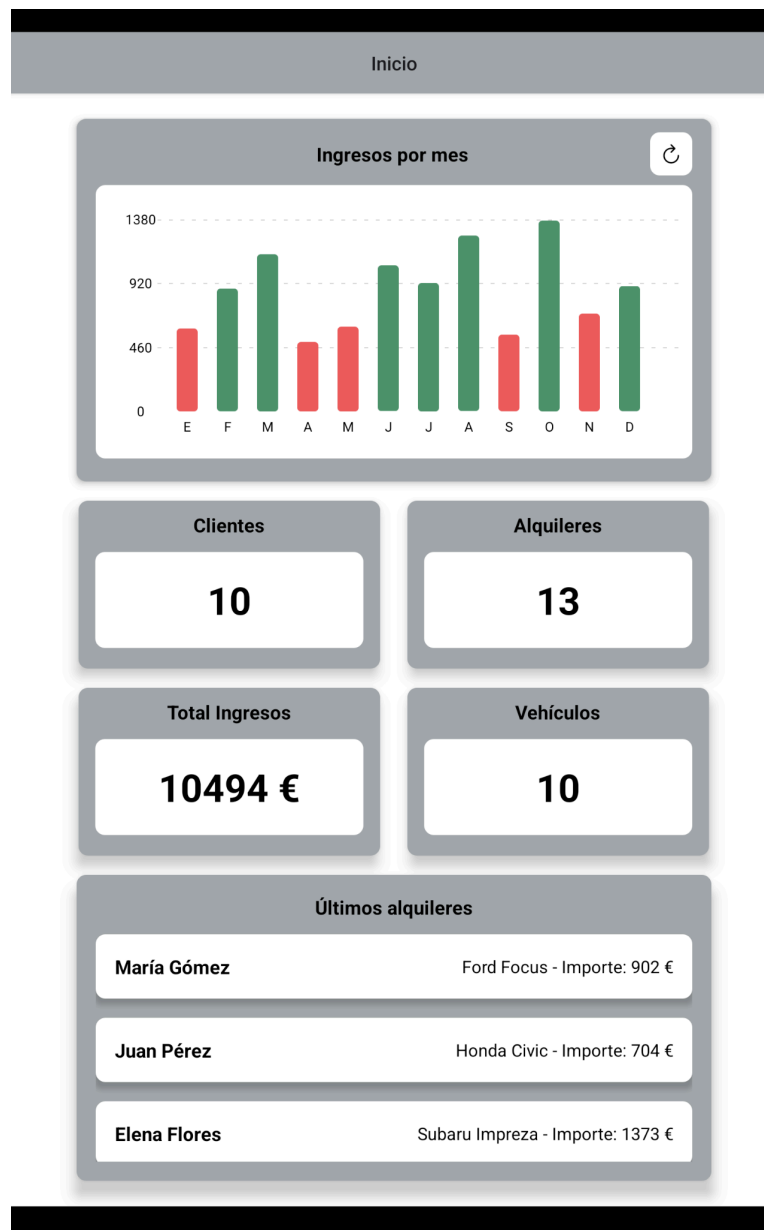 Inicio
Ingresos por mes
1380
920
460
0
E F M A M J J A S O N D
Clientes
Alquileres
10
13
Total Ingresos
Vehículos
10494 €
10
Últimos alquileres
María Gómez Ford Focus - Importe: 902 €
Juan Pérez Honda Civic - Importe: 704 €
Elena Flores Subaru Impreza - Importe: 1373 €